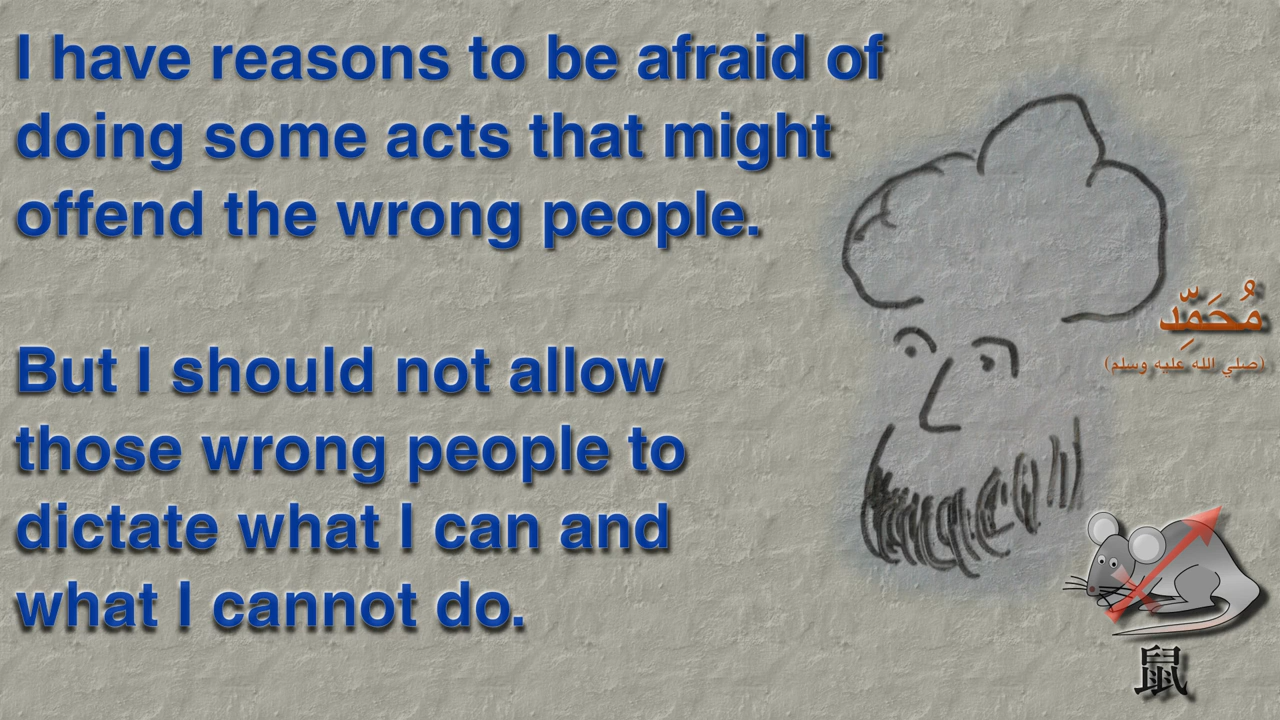 I have reasons to be afraid of
doing some acts that might
offend the wrong people.
But I should not allow
those wrong people to
dictate what I can and
what I cannot do.
مُحَمِّد
(صلي الله عليه وسلم)
鼠